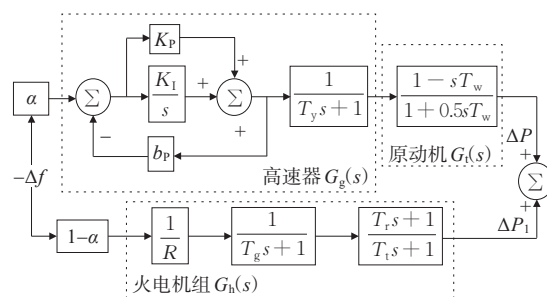 K_P
+
α
Σ
K_I
s
+
Σ
+
1
T_y s+1
1−sT_w
1+0.5sT_w
ΔP
+
−
b_P
原动机 G_t(s)
高速器 G_g(s)
Σ
−Δf
+
1−α
1
R
1
T_g s+1
T_r s+1
T_t s+1
ΔP_1
火电机组 G_h(s)